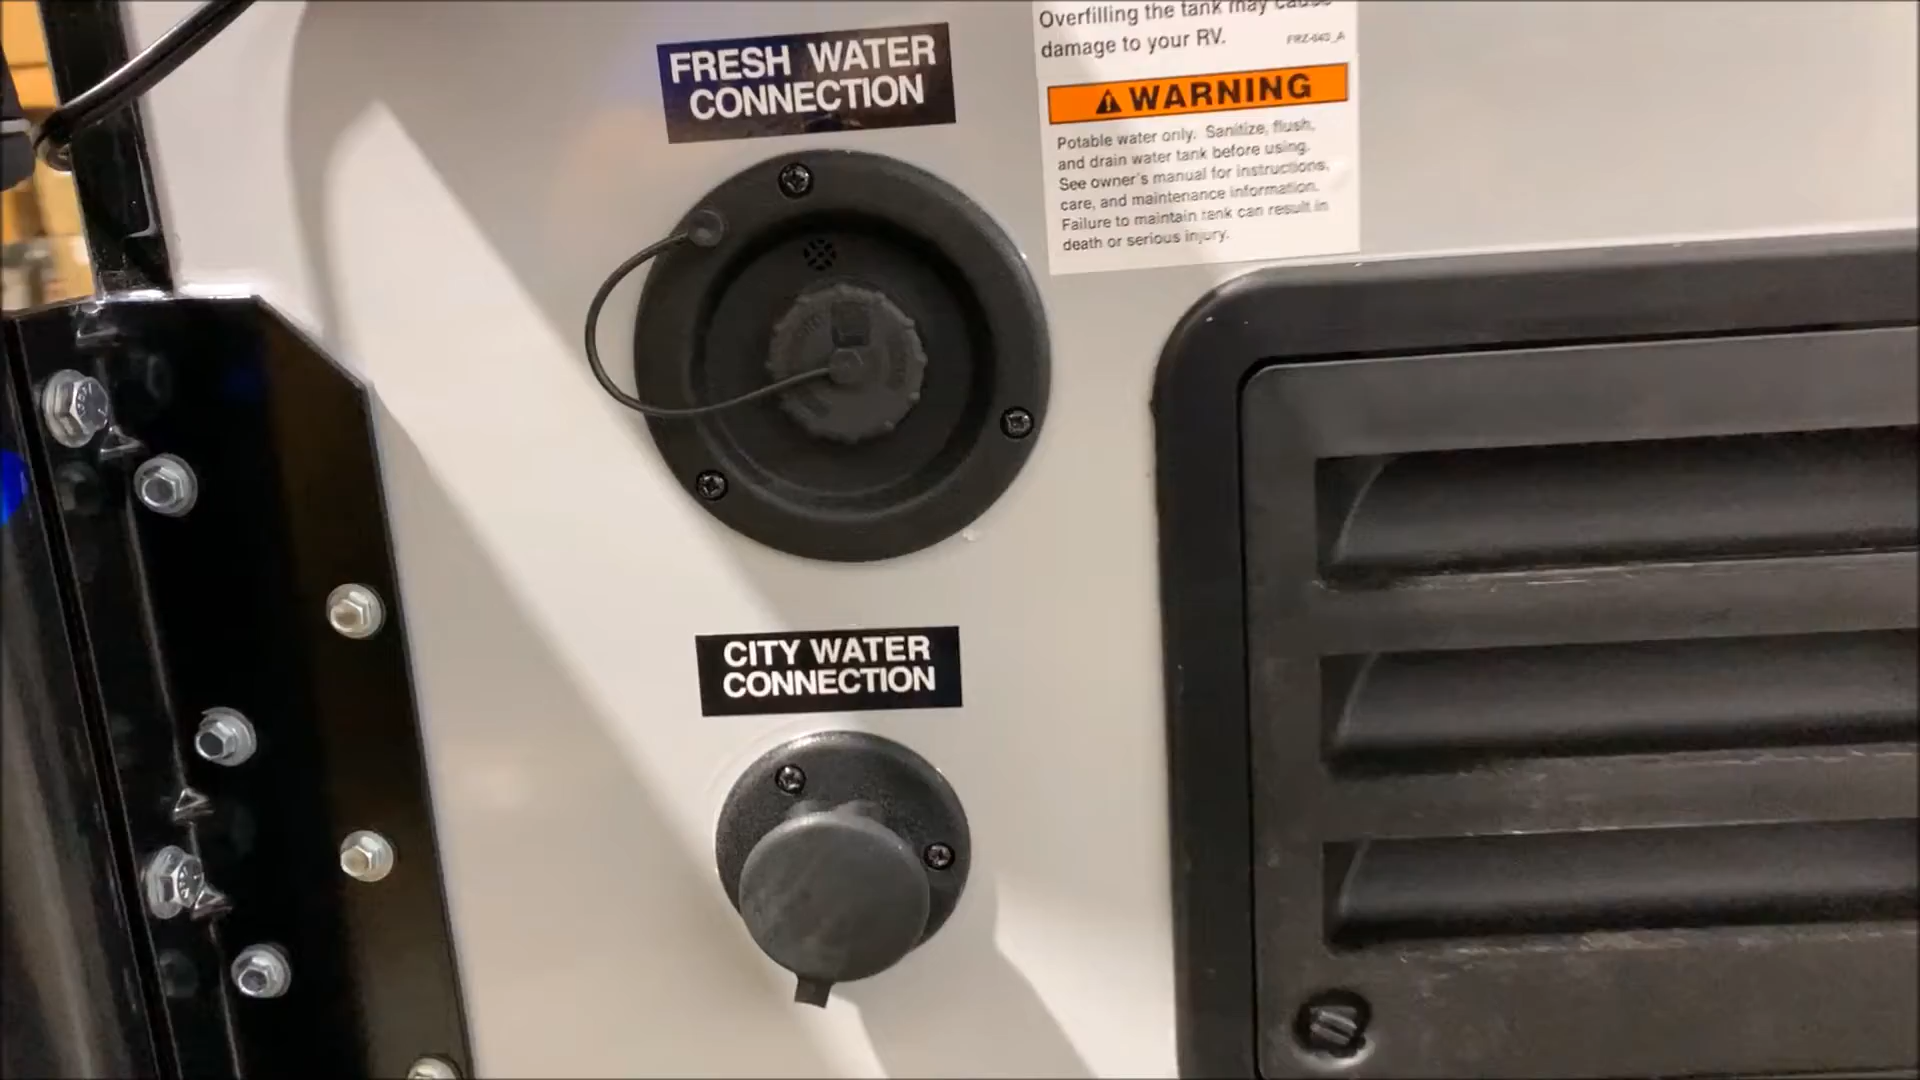 Overfilling the tank may cause
damage to your RV.
FRZ-043_A
FRESH WATER
CONNECTION
WARNING
Potable water only. Sanitize, flush,
and drain water tank before using.
See owner's manual for instructions,
care, and maintenance information.
Failure to maintain tank can result in
death or serious injury.
CITY WATER
CONNECTION